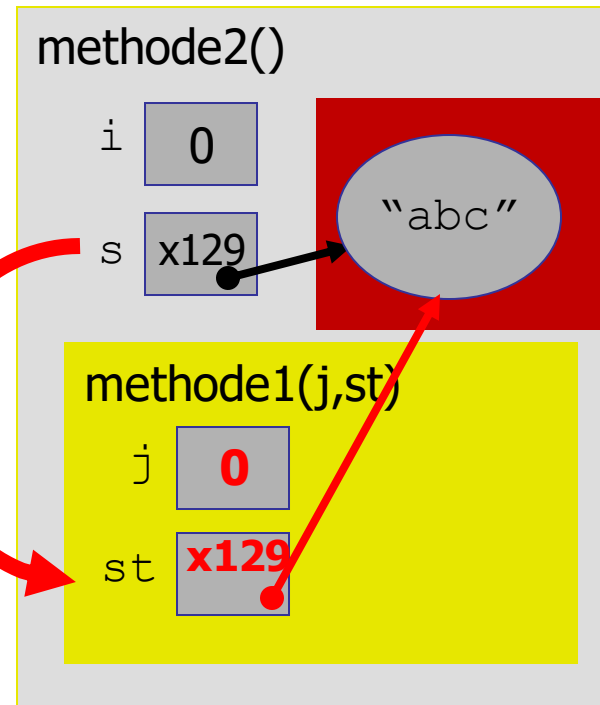 methode2()
i 0
s x129
“abc”
methode1(j,st)
j 0
st x129